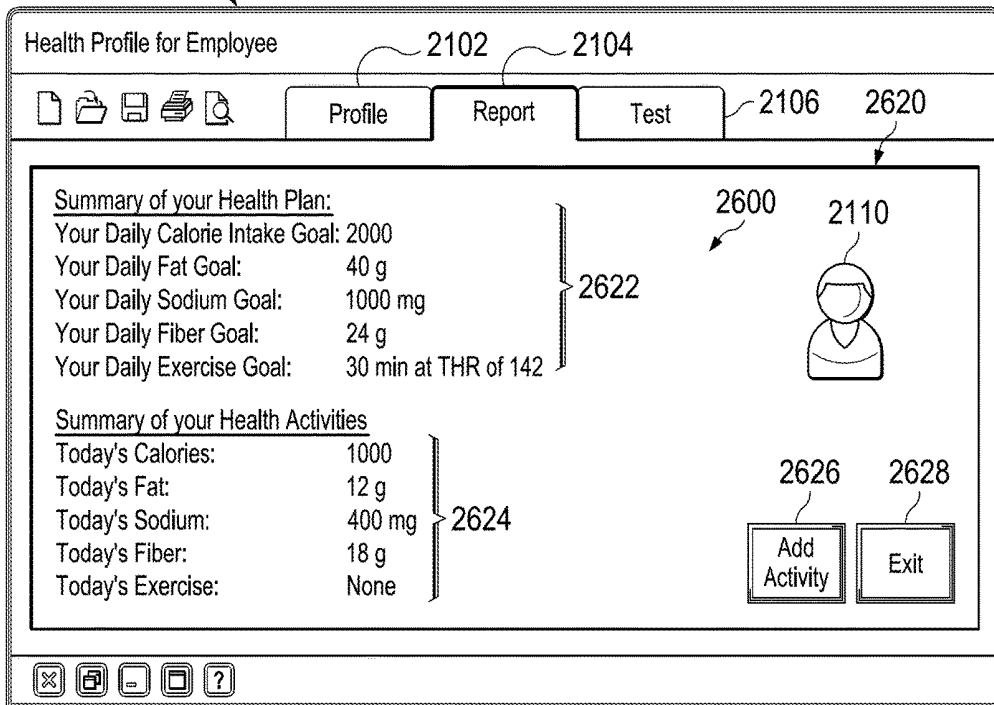 Health Profile for Employee
2102
2104
Profile
Report
Test
2106
2620
Summary of your Health Plan:
Your Daily Calorie Intake Goal: 2000
Your Daily Fat Goal: 40 g
Your Daily Sodium Goal: 1000 mg
Your Daily Fiber Goal: 24 g
Your Daily Exercise Goal: 30 min at THR of 142
2622
2600
2110
Summary of your Health Activities
Today's Calories: 1000
Today's Fat: 12 g
Today's Sodium: 400 mg
Today's Fiber: 18 g
Today's Exercise: None
2624
2626
2628
Add
Activity
Exit
?